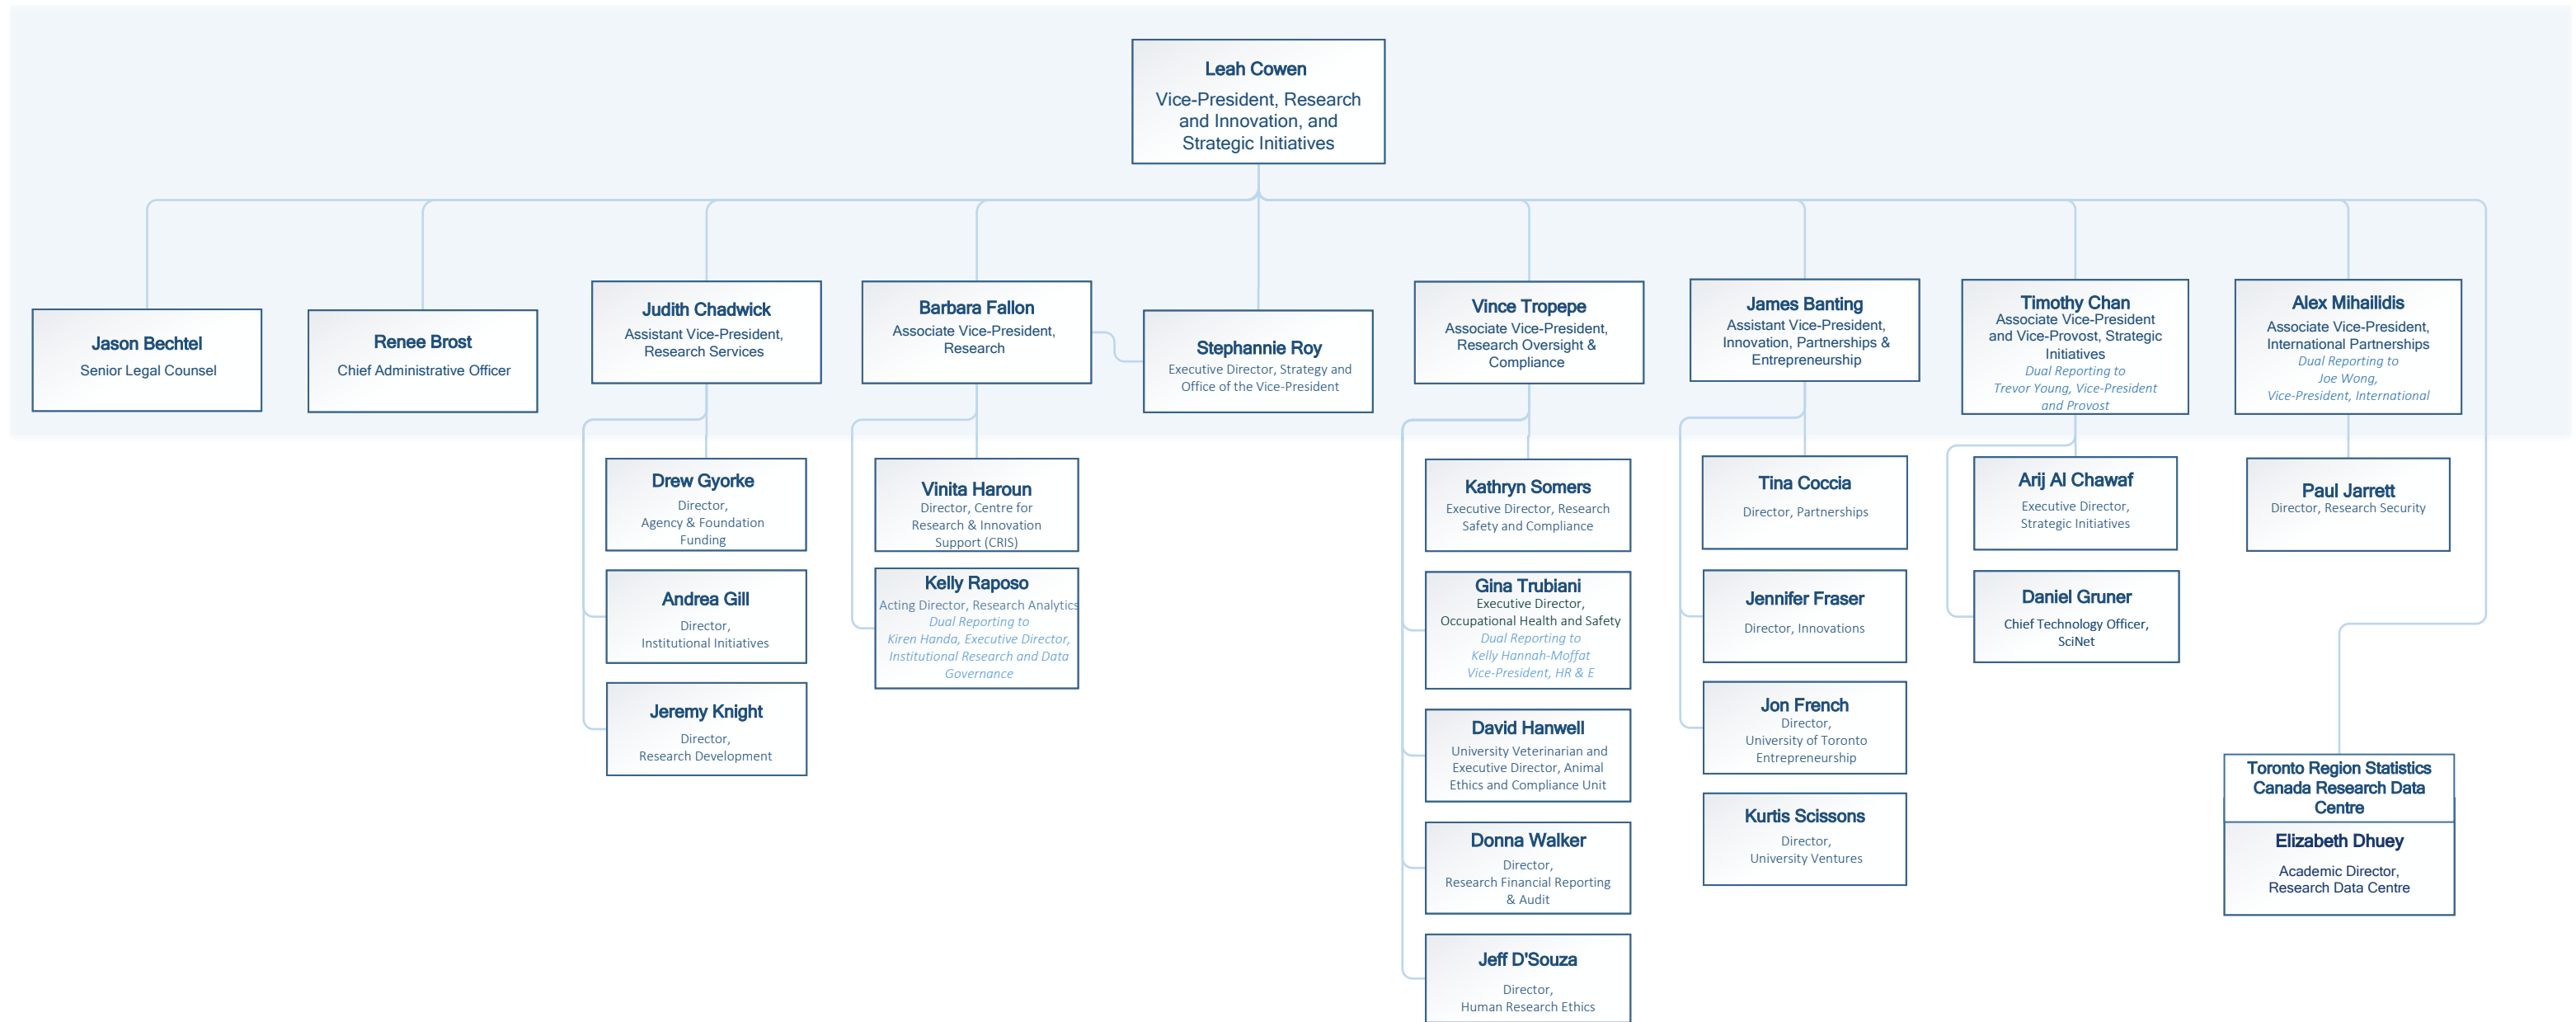 Leah Cowen
Vice-President, Research
and Innovation, and
Strategic Initiatives
Jason Bechtel
Senior Legal Counsel
Renee Brost
Chief Administrative Officer
Judith Chadwick
Assistant Vice-President,
Research Services
Barbara Fallon
Associate Vice-President,
Research
Stephannie Roy
Executive Director, Strategy and
Office of the Vice-President
Vince Tropepe
Associate Vice-President,
Research Oversight &
Compliance
James Banting
Assistant Vice-President,
Innovation, Partnerships &
Entrepreneurship
Timothy Chan
Associate Vice-President
and Vice-Provost, Strategic
Initiatives
Dual Reporting to
Trevor Young, Vice-President
and Provost
Alex Mihailidis
Associate Vice-President,
International Partnerships
Dual Reporting to
Joe Wong,
Vice-President, International
Drew Gyorke
Director,
Agency & Foundation
Funding
Andrea Gill
Director,
Institutional Initiatives
Jeremy Knight
Director,
Research Development
Vinita Haroun
Director, Centre for
Research & Innovation
Support (CRIS)
Kelly Raposo
Acting Director, Research Analytics
Dual Reporting to
Kiren Handa, Executive Director,
Institutional Research and Data
Governance
Kathryn Somers
Executive Director, Research
Safety and Compliance
Gina Trubiani
Executive Director,
Occupational Health and Safety
Dual Reporting to
Kelly Hannah-Moffat
Vice-President, HR & E
David Hanwell
University Veterinarian and
Executive Director, Animal
Ethics and Compliance Unit
Donna Walker
Director,
Research Financial Reporting
& Audit
Jeff D'Souza
Director,
Human Research Ethics
Tina Coccia
Director, Partnerships
Jennifer Fraser
Director, Innovations
Jon French
Director,
University of Toronto
Entrepreneurship
Kurtis Scissons
Director,
University Ventures
Arij Al Chawaf
Executive Director,
Strategic Initiatives
Daniel Gruner
Chief Technology Officer,
SciNet
Paul Jarrett
Director, Research Security
Toronto Region Statistics
Canada Research Data
Centre
Elizabeth Dhuey
Academic Director,
Research Data Centre